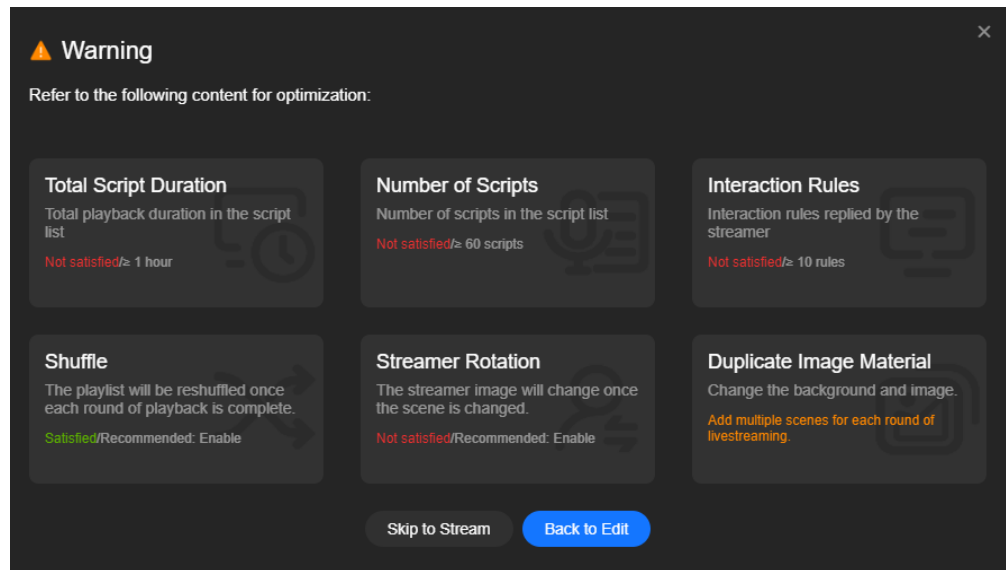 Warning
Refer to the following content for optimization:
Total Script Duration
Total playback duration in the script
list
Not satisfied/≥ 1 hour
Number of Scripts
Number of scripts in the script list
Not satisfied/≥ 60 scripts
Interaction Rules
Interaction rules replied by the
streamer
Not satisfied/≥ 10 rules
Shuffle
The playlist will be reshuffled once
each round of playback is complete.
Satisfied/Recommended: Enable
Streamer Rotation
The streamer image will change once
the scene is changed.
Not satisfied/Recommended: Enable
Duplicate Image Material
Change the background and image.
Add multiple scenes for each round of
livestreaming.
Skip to Stream
Back to Edit